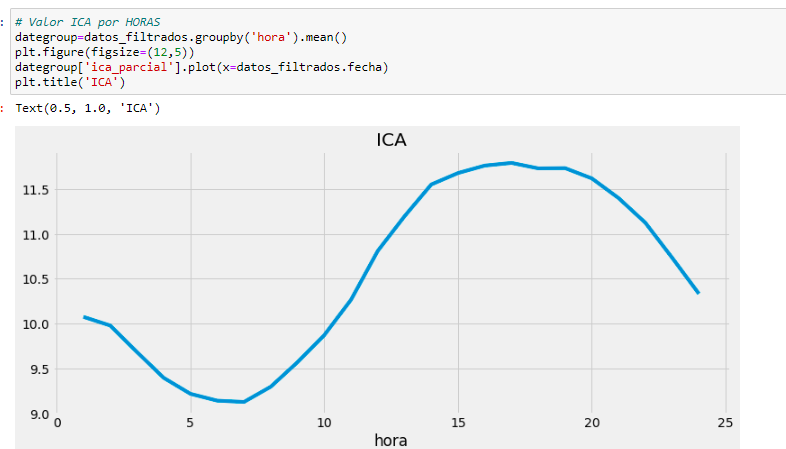 # Valor ICA por HORAS
dategroup=datos_filtrados.groupby('hora').mean()
plt.figure(figsize=(12,5))
dategroup['ica_parcial'].plot(x=datos_filtrados.fecha)
plt.title('ICA')
: Text(0.5, 1.0, 'ICA')
ICA
11.5
11.0
10.5
10.0
9.5
9.0
0 5 10 15 20 25
hora